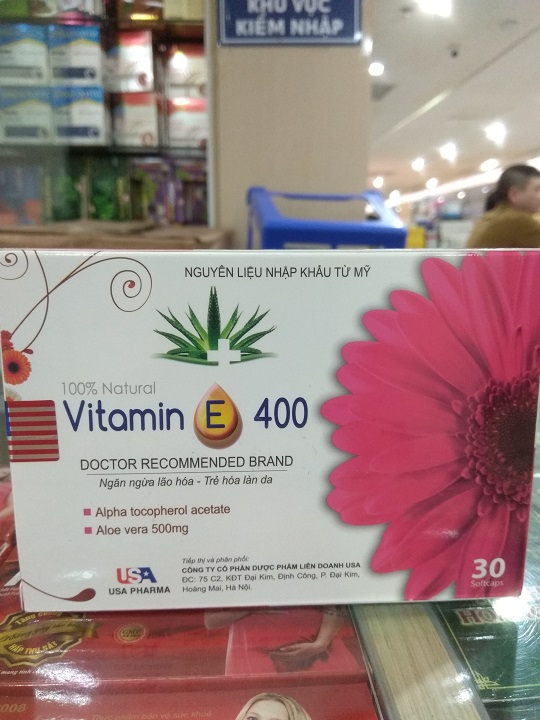 KHU VỰC
KIỂM NHẬP
NGUYÊN LIỆU NHẬP KHẨU TỪ MỸ
100% Natural
Vitamin E 400
DOCTOR RECOMMENDED BRAND
Ngăn ngừa lão hóa - Trẻ hóa làn da
Alpha tocopherol acetate
Aloe vera 500mg
USA
USA PHARMA
Tiếp thị và phân phối:
CÔNG TY CỔ PHẦN DƯỢC PHẨM LIÊN DOANH USA
ĐC: 75 C2, KĐT Đại Kim, Định Công, P. Đại Kim,
Hoàng Mai, Hà Nội.
30
Softcaps